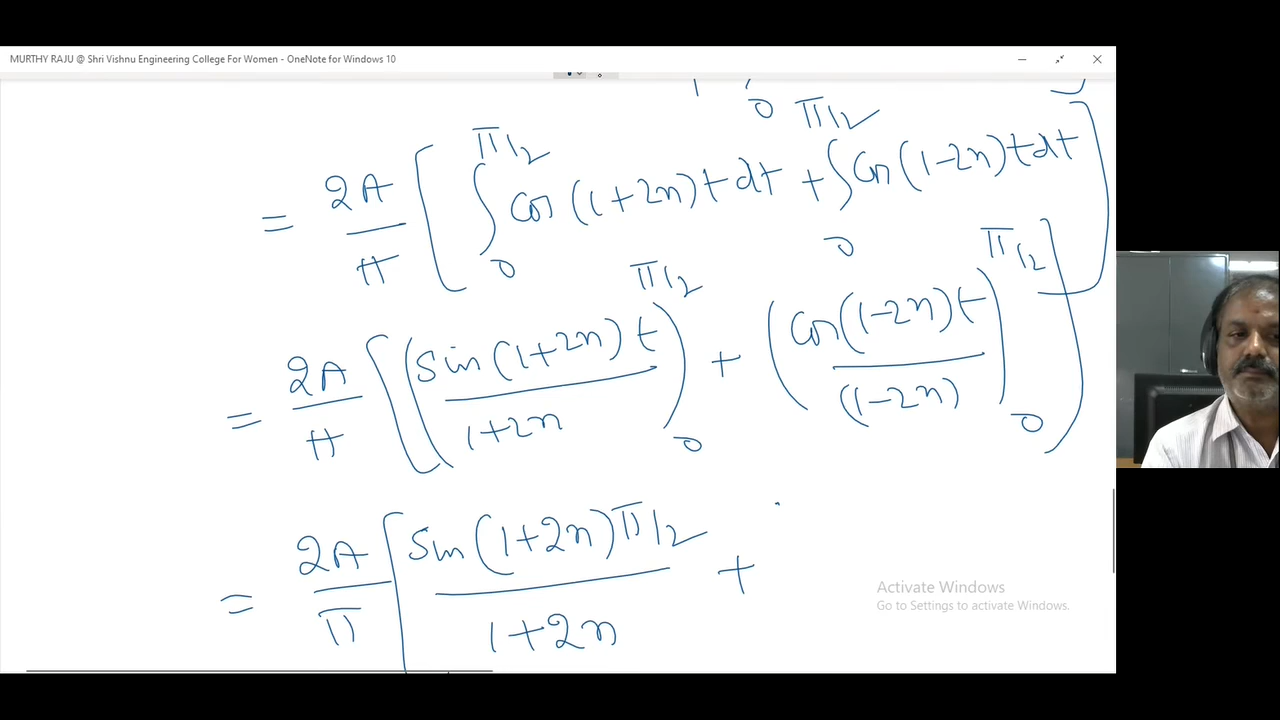 MURTHY RAJU @ Shri Vishnu Engineering College For Women - OneNote for Windows 10
= 2A/π [ ∫₀^{π/2} cos(1+2n)t dt + ∫₀^{π/2} cos(1-2n)t dt ]
= 2A/π [ ( sin(1+2n)t / 1+2n )₀^{π/2} + ( cos(1-2n)t / (1-2n) )₀^{π/2} ]
= 2A/π [ sin(1+2n)π/2 / 1+2n +
Activate Windows
Go to Settings to activate Windows.